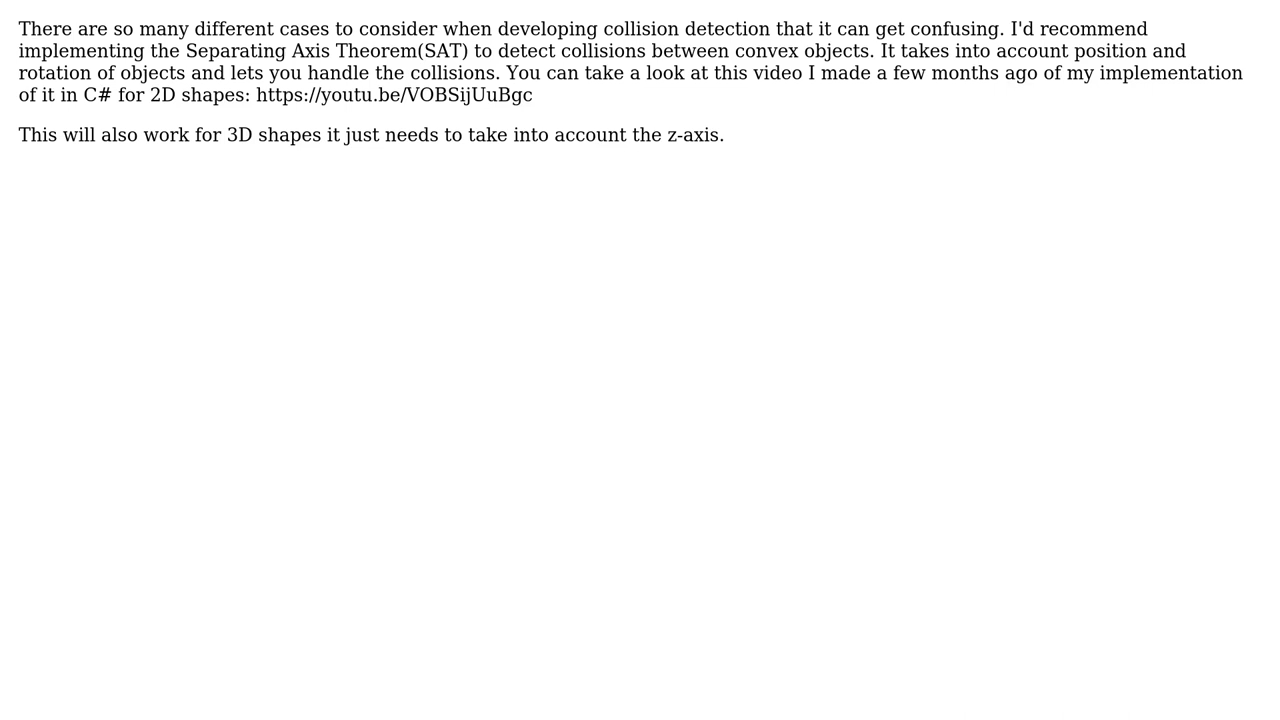 There are so many different cases to consider when developing collision detection that it can get confusing. I'd recommend
implementing the Separating Axis Theorem(SAT) to detect collisions between convex objects. It takes into account position and
rotation of objects and lets you handle the collisions. You can take a look at this video I made a few months ago of my implementation
of it in C# for 2D shapes: https://youtu.be/VOBSijUuBgc
This will also work for 3D shapes it just needs to take into account the z-axis.